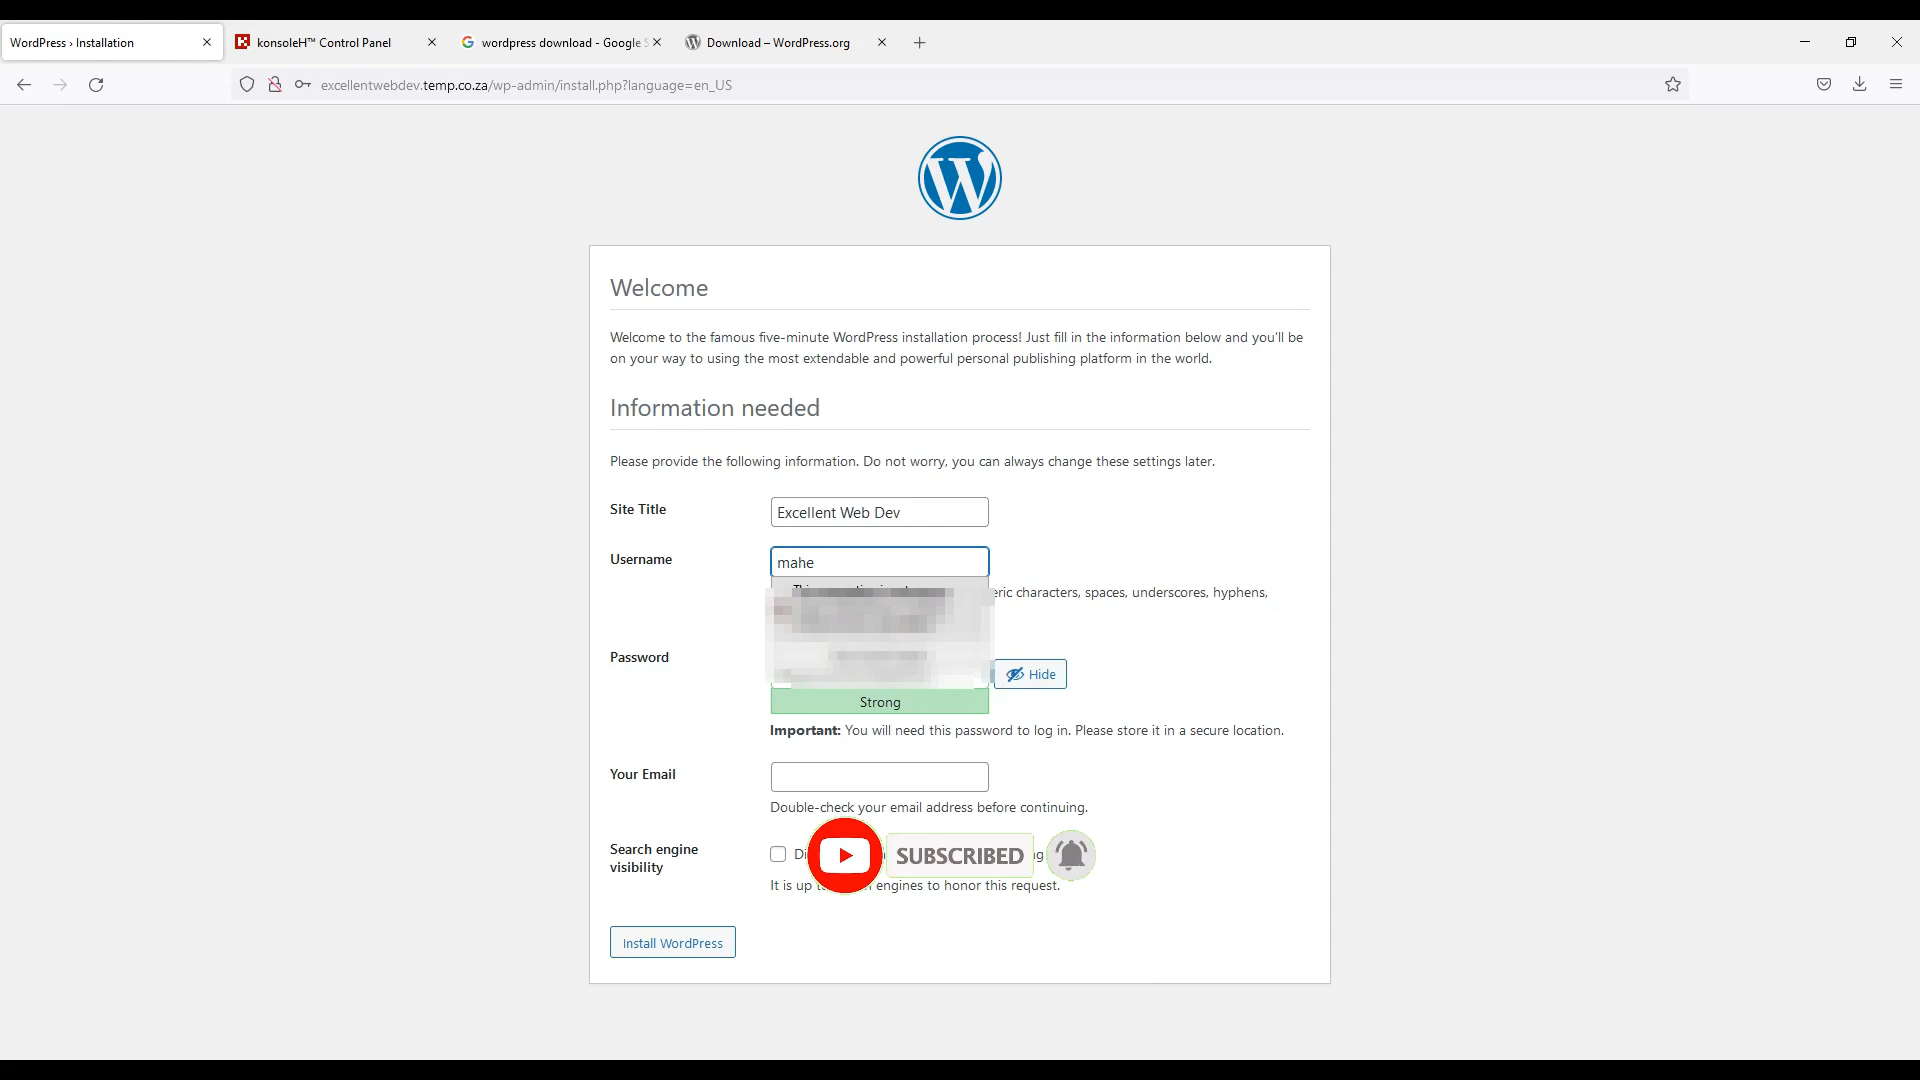 WordPress › Installation
konsoleH™ Control Panel
wordpress download - Google S
Download – WordPress.org
excellentwebdev.temp.co.za/wp-admin/install.php?language=en_US
Welcome
Welcome to the famous five-minute WordPress installation process! Just fill in the information below and you'll be
on your way to using the most extendable and powerful personal publishing platform in the world.
Information needed
Please provide the following information. Do not worry, you can always change these settings later.
Site Title
Excellent Web Dev
Username
mahe
eric characters, spaces, underscores, hyphens,
Password
Hide
Strong
Important: You will need this password to log in. Please store it in a secure location.
Your Email
Double-check your email address before continuing.
Search engine
visibility
SUBSCRIBED
It is up engines to honor this request.
Install WordPress